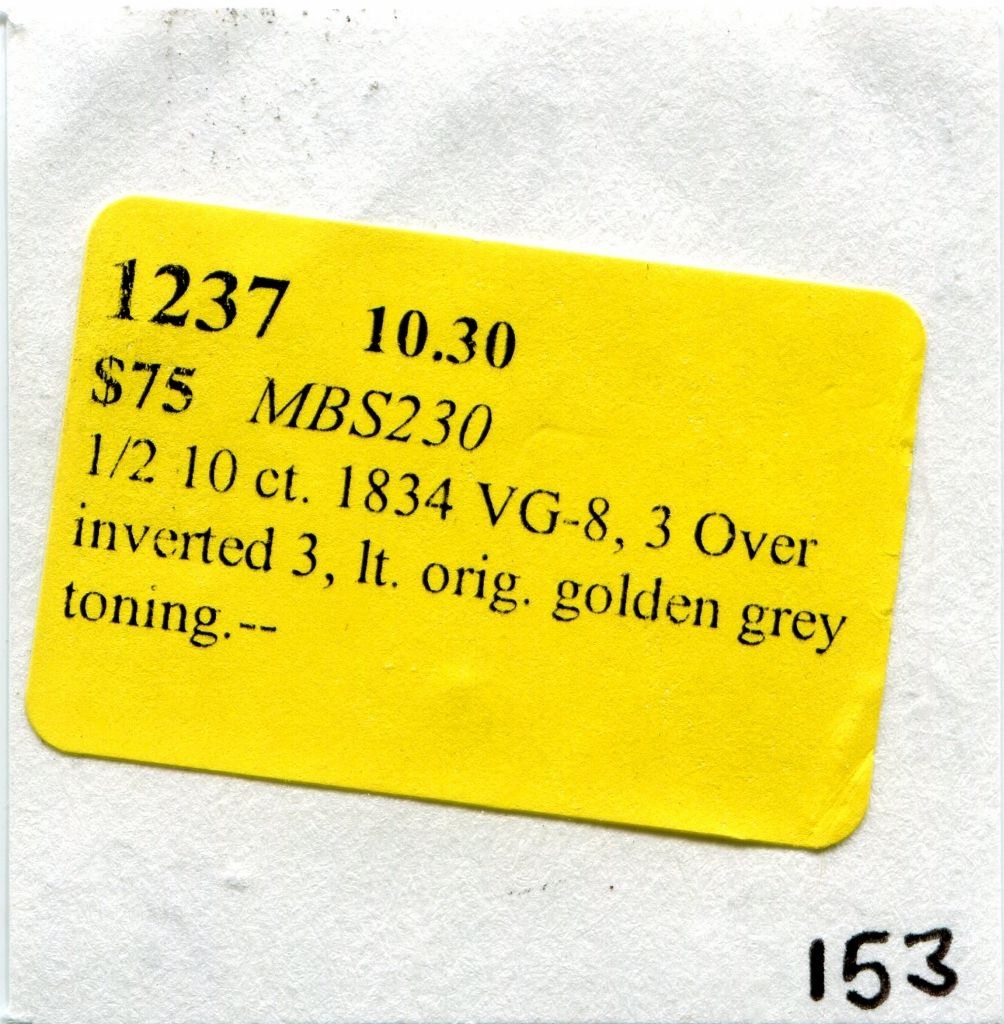 1237 10.30
$75 MBS230
1/2 10 ct. 1834 VG-8, 3 Over
inverted 3, lt. orig. golden grey
toning.--
153